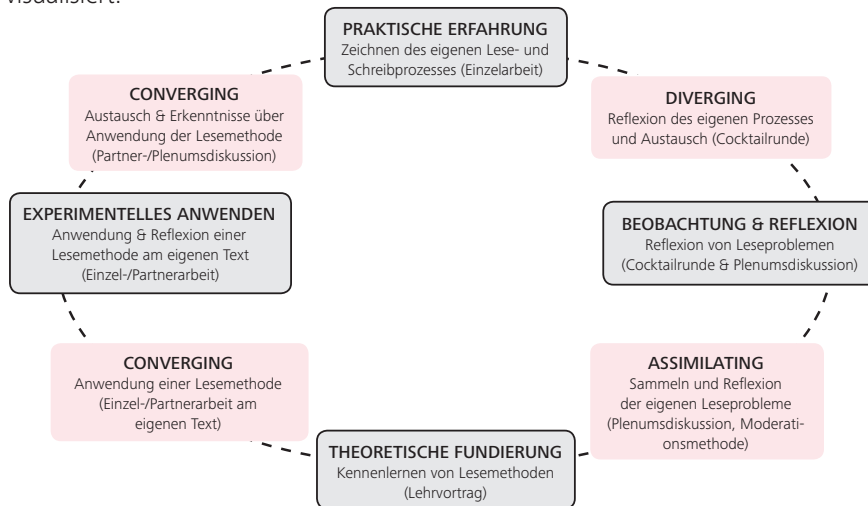 visualisiert.
PRAKTISCHE ERFAHRUNG
Zeichnen des eigenen Lese- und
Schreibprozesses (Einzelarbeit)
CONVERGING
Austausch & Erkenntnisse über
Anwendung der Lesemethode
(Partner-/Plenumsdiskussion)
DIVERGING
Reflexion des eigenen Prozesses
und Austausch (Cocktailrunde)
EXPERIMENTELLES ANWENDEN
Anwendung & Reflexion einer
Lesemethode am eigenen Text
(Einzel-/Partnerarbeit)
BEOBACHTUNG & REFLEXION
Reflexion von Leseproblemen
(Cocktailrunde & Plenumsdiskussion)
CONVERGING
Anwendung einer Lesemethode
(Einzel-/Partnerarbeit am
eigenen Text)
ASSIMILATING
Sammeln und Reflexion
der eigenen Leseprobleme
(Plenumsdiskussion, Moderati-
onsmethode)
THEORETISCHE FUNDIERUNG
Kennenlernen von Lesemethoden
(Lehrvortrag)